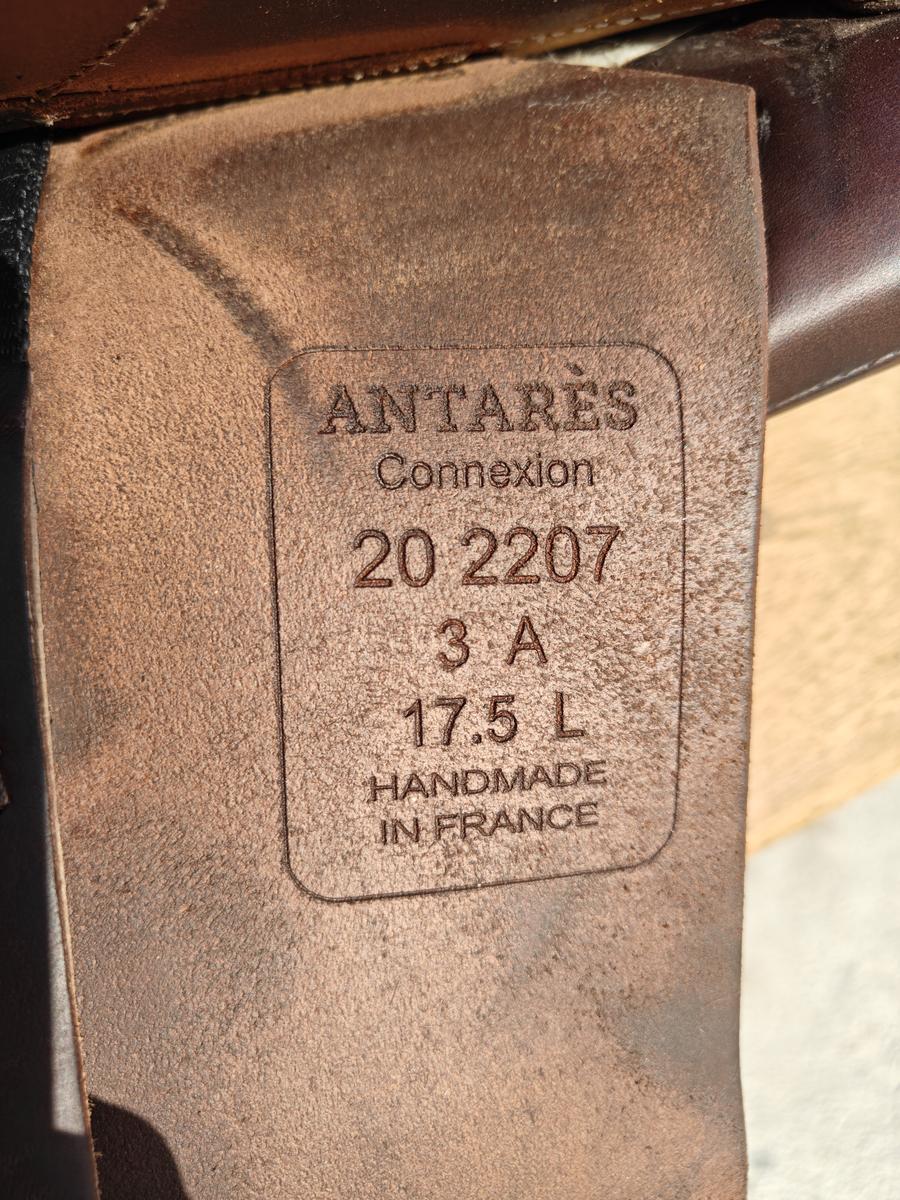 ANTARÈS
Connexion
20 2207
3 A
17.5 L
HANDMADE
IN FRANCE